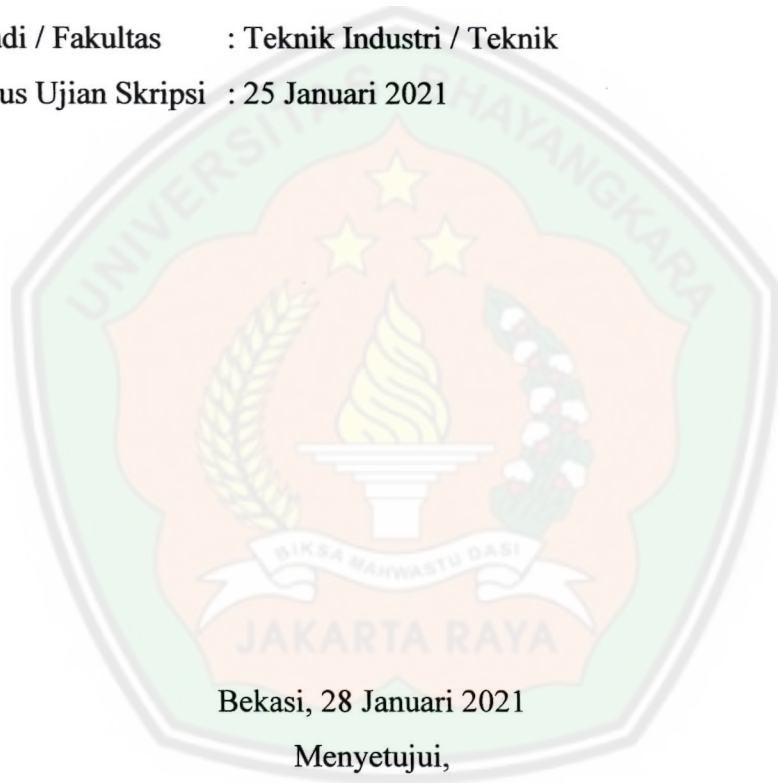 di / Fakultas : Teknik Industri / Teknik
us Ujian Skripsi : 25 Januari 2021
UNIVERSITAS BHAYANGKARA
BIKSA MAHWASTU DASI
JAKARTA RAYA
Bekasi, 28 Januari 2021
Menyetujui,